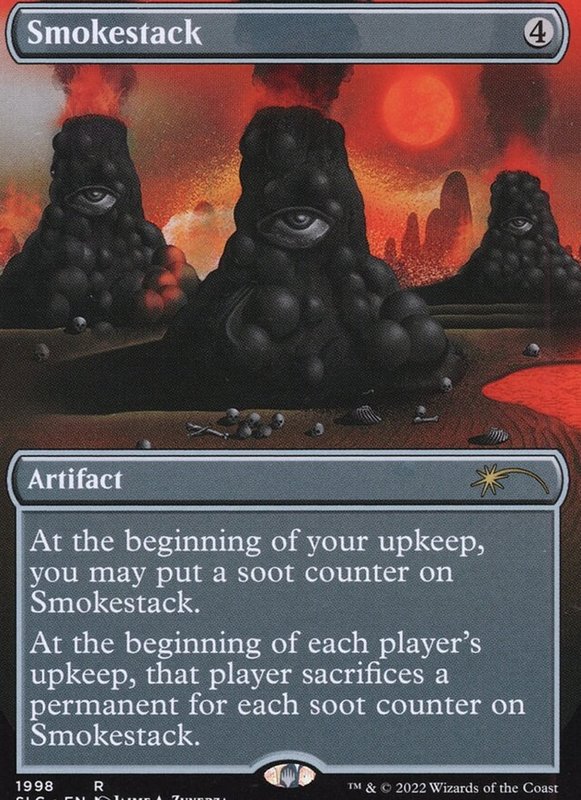 Smokestack
4
Artifact
At the beginning of your upkeep,
you may put a soot counter on
Smokestack.
At the beginning of each player's
upkeep, that player sacrifices a
permanent for each soot counter on
Smokestack.
1998 R
™ & © 2022 Wizards of the Coast
EN